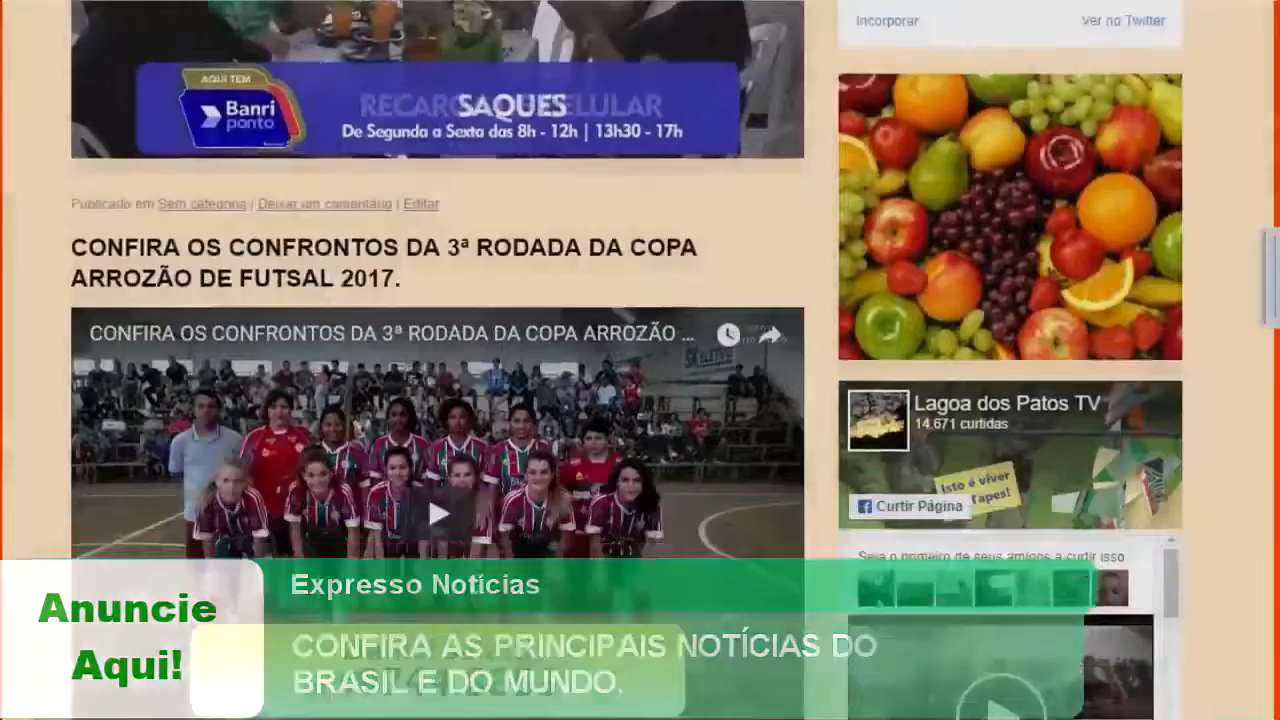 Incorporar
Ver no Twitter
AQUI TEM
Banri
ponto
SAQUES
De Segunda a Sexta das 8h - 12h | 13h30 - 17h
Publicado em Sem categoria | Deixar um comentário | Editar
CONFIRA OS CONFRONTOS DA 3ª RODADA DA COPA
ARROZÃO DE FUTSAL 2017.
CONFIRA OS CONFRONTOS DA 3ª RODADA DA COPA ARROZÃO ...
Lagoa dos Patos TV
14.671 curtidas
Isto é viver
Tapes!
Curtir Página
Seja o primeiro de seus amigos a curtir isso
Anuncie
Aqui!
Expresso Notícias
CONFIRA AS PRINCIPAIS NOTÍCIAS DO
BRASIL E DO MUNDO.